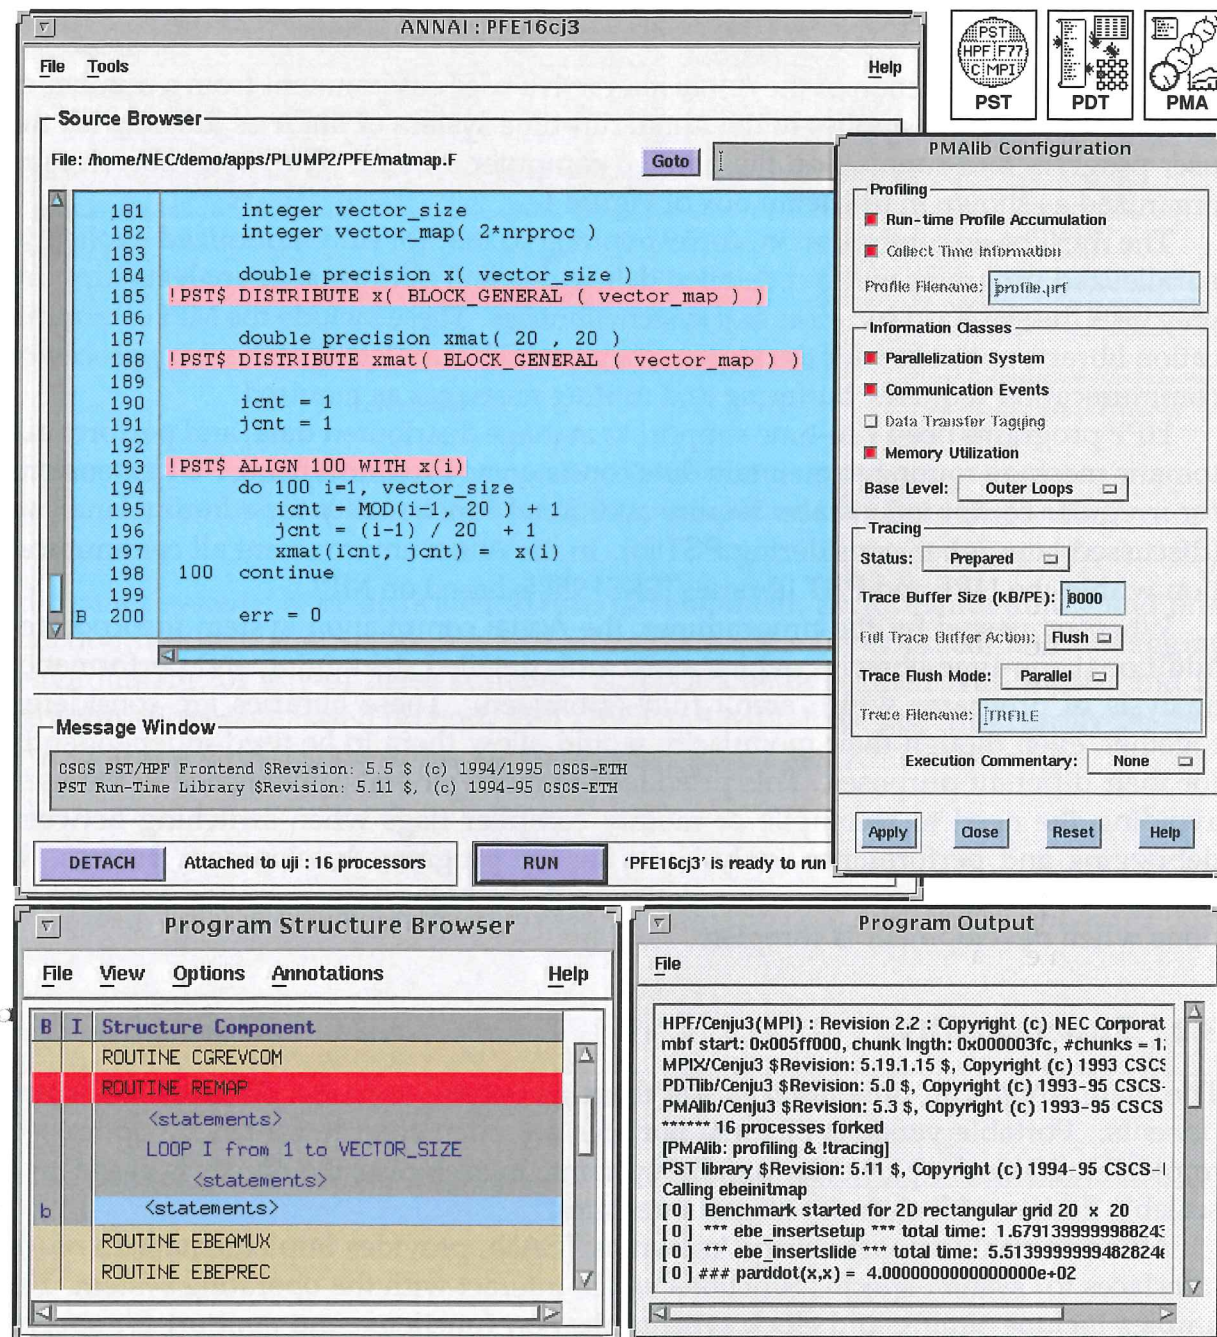 ANNAI : PFE16cj3
File Tools Help
Source Browser
File: /home/NEC/demo/apps/PLUMP2/PFE/matmap.F Goto
181 integer vector_size
182 integer vector_map( 2*nrproc )
183
184 double precision x( vector_size )
185 !PST$ DISTRIBUTE x( BLOCK_GENERAL ( vector_map ) )
186
187 double precision xmat( 20 , 20 )
188 !PST$ DISTRIBUTE xmat( BLOCK_GENERAL ( vector_map ) )
189
190 icnt = 1
191 jcnt = 1
192
193 !PST$ ALIGN 100 WITH x(i)
194 do 100 i=1, vector_size
195 icnt = MOD(i-1, 20 ) + 1
196 jcnt = (i-1) / 20 + 1
197 xmat(icnt, jcnt) = x(i)
198 100 continue
199
B 200 err = 0
Message Window
CSCS PST/HPF Frontend $Revision: 5.5 $ (c) 1994/1995 CSCS-ETH
PST Run-Time Library $Revision: 5.11 $, (c) 1994-95 CSCS-ETH
DETACH Attached to uji : 16 processors RUN 'PFE16cj3' is ready to run
PST
HPF F77
C MPI
PST PDT PMA
PMAlib Configuration
Profiling
Run-time Profile Accumulation
Collect Time Information
Profile Filename: profile.prf
Information Classes
Parallelization System
Communication Events
Data Transfer Tagging
Memory Utilization
Base Level: Outer Loops
Tracing
Status: Prepared
Trace Buffer Size (kB/PE): 8000
Full Trace Buffer Action: Flush
Trace Flush Mode: Parallel
Trace Filename: TRFILE
Execution Commentary: None
Apply Close Reset Help
Program Structure Browser
File View Options Annotations Help
B I Structure Component
ROUTINE CGREVCOM
ROUTINE REMAP
<statements>
LOOP I from 1 to VECTOR_SIZE
<statements>
b <statements>
ROUTINE EBEAMUX
ROUTINE EBEPREC
Program Output
File
HPF/Cenju3(MPI) : Revision 2.2 : Copyright (c) NEC Corporat
mbf start: 0x005ff000, chunk lngth: 0x000003fc, #chunks = 1
MPIX/Cenju3 $Revision: 5.19.1.15 $, Copyright (c) 1993 CSCS
PDTlib/Cenju3 $Revision: 5.0 $, Copyright (c) 1993-95 CSCS-
PMAlib/Cenju3 $Revision: 5.3 $, Copyright (c) 1993-95 CSCS
****** 16 processes forked
[PMAlib: profiling & !tracing]
PST library $Revision: 5.11 $, Copyright (c) 1994-95 CSCS-
Calling ebeinitmap
[ 0 ] Benchmark started for 2D rectangular grid 20 x 20
[ 0 ] *** ebe_insertsetup *** total time: 1.6791399999988243
[ 0 ] *** ebe_insertslide *** total time: 5.5139999999482824e
[ 0 ] ### parddot(x,x) = 4.0000000000000000e+02